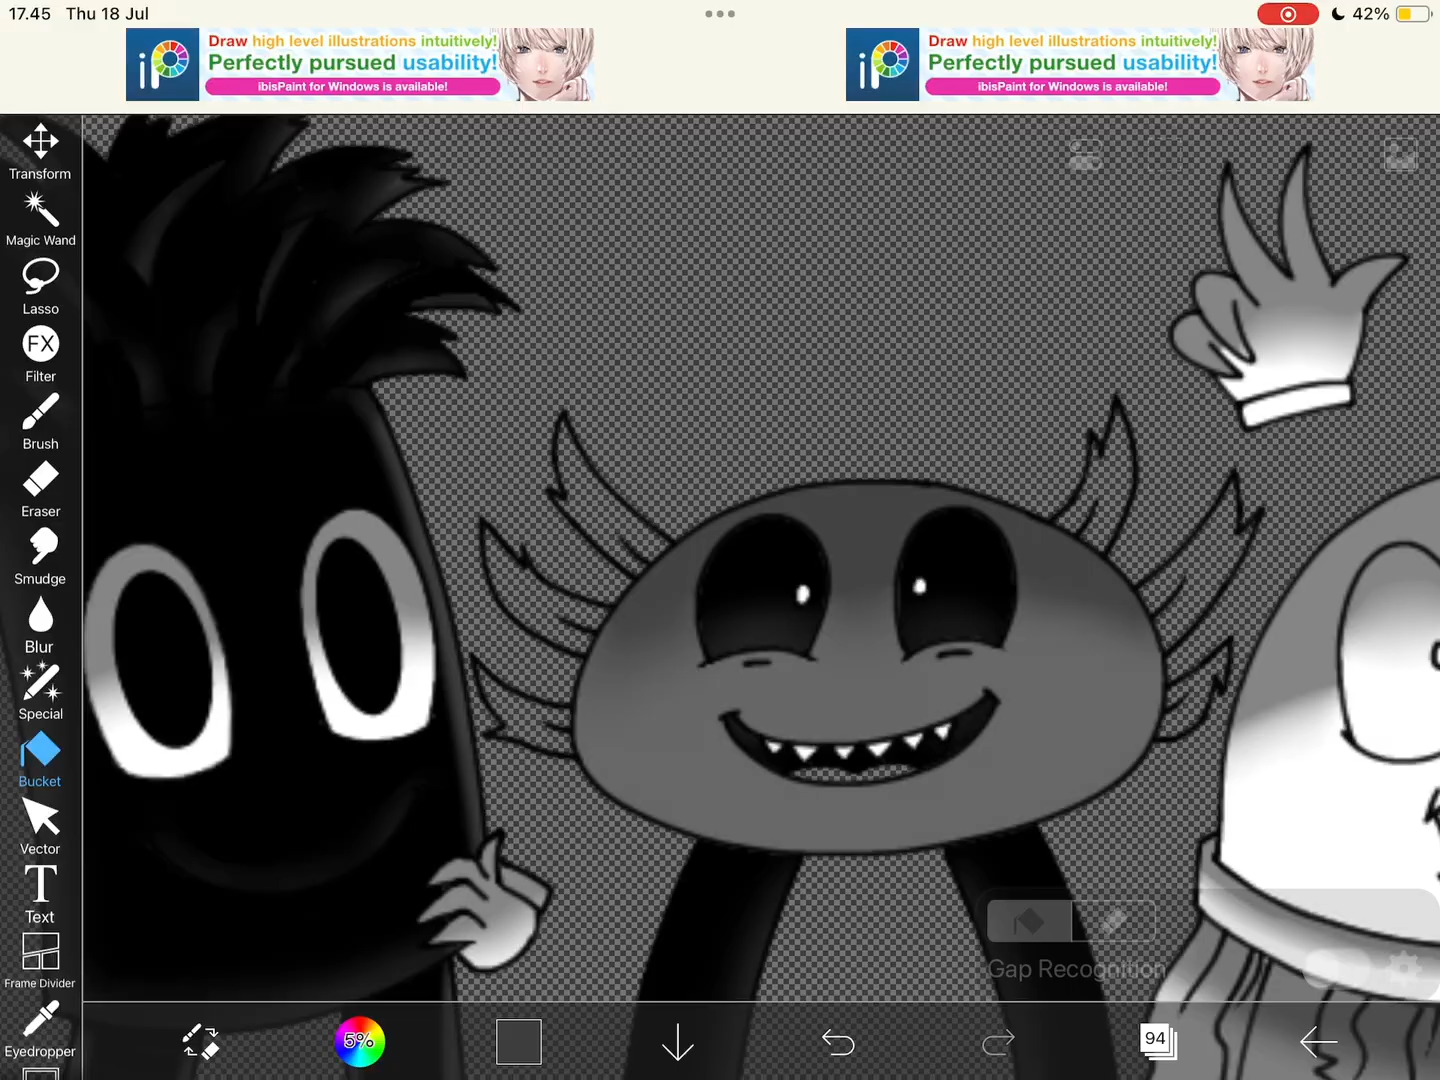 17.45 Thu 18 Jul
42%
iP
Draw high level illustrations intuitively!
Perfectly pursued usability!
ibisPaint for Windows is available!
iP
Draw high level illustrations intuitively!
Perfectly pursued usability!
ibisPaint for Windows is available!
Transform
Magic Wand
Lasso
FX
Filter
Brush
Eraser
Smudge
Blur
Special
Bucket
Vector
T
Text
Frame Divider
Eyedropper
Gap Recognition
5%
94